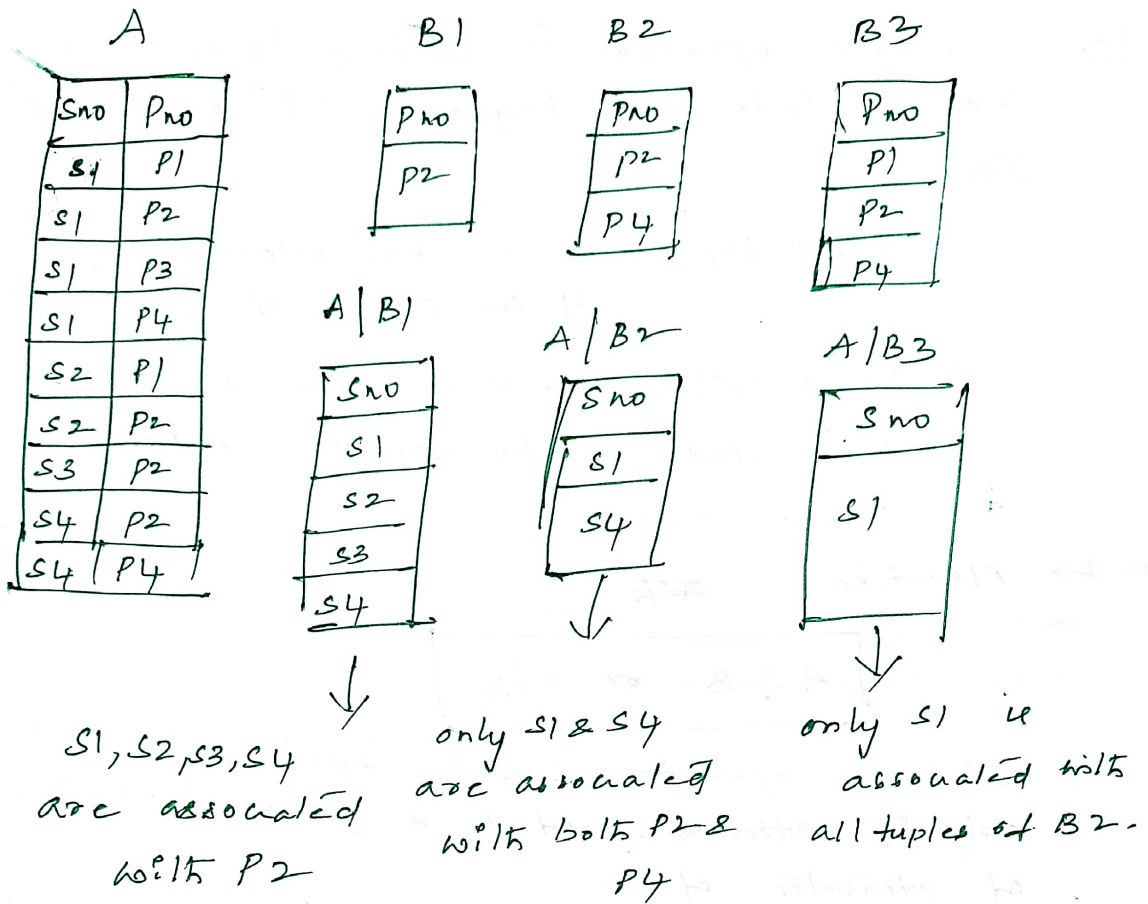 A
B1
B2
B3
Sno Pno
S1 P1
S1 P2
S1 P3
S1 P4
S2 P1
S2 P2
S3 P2
S4 P2
S4 P4
Pno
P2
Pno
P2
P4
Pno
P1
P2
P4
A/B1
Sno
S1
S2
S3
S4
A/B2
Sno
S1
S4
A/B3
Sno
S1
S1, S2, S3, S4
are associated
with P2
only S1 & S4
are associated
with both P2 &
P4
only S1 is
associated with
all tuples of B2.